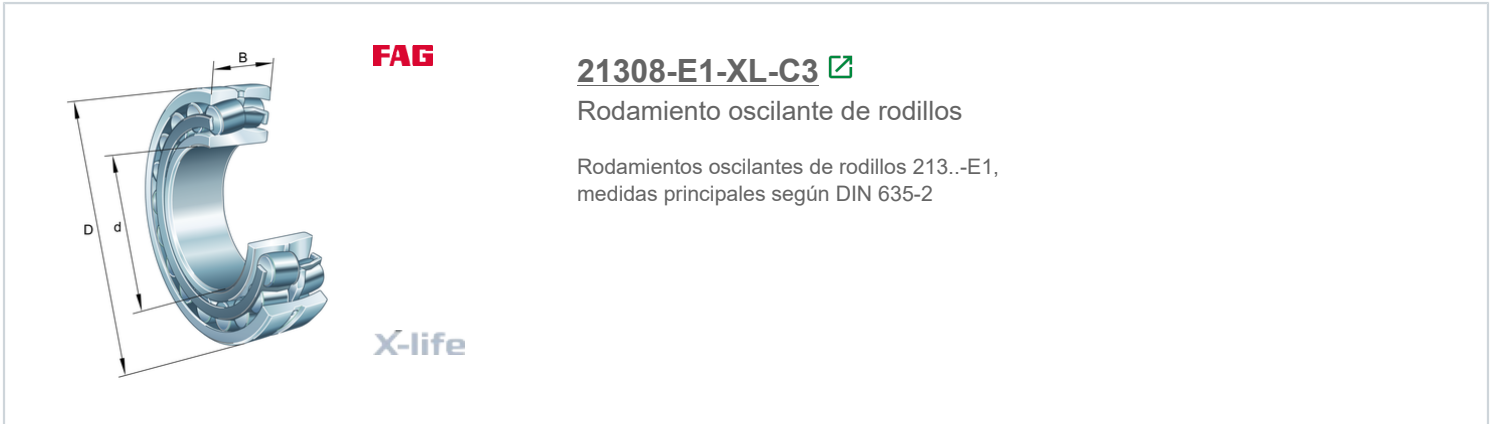 B
FAG
21308-E1-XL-C3
Rodamiento oscilante de rodillos
Rodamientos oscilantes de rodillos 213..-E1,
medidas principales según DIN 635-2
D
d
X-life